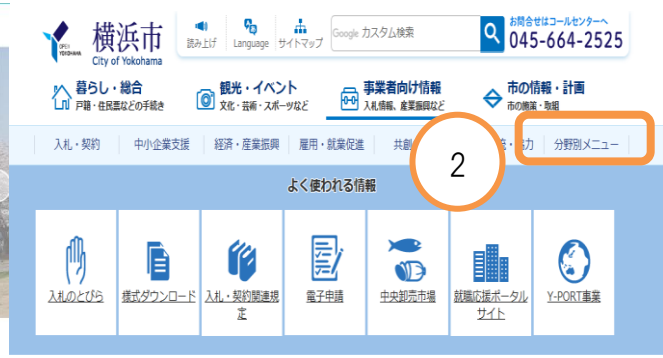 OPEN YOKOHAMA
横浜市
City of Yokohama
読み上げ
Language
サイトマップ
Google カスタム検索
お問合せはコールセンターへ
045-664-2525
暮らし・総合
戸籍・住民票などの手続き
観光・イベント
文化・芸術・スポーツなど
事業者向け情報
入札情報、産業振興など
市の情報・計画
市の施策・取組
入札・契約
中小企業支援
経済・産業振興
雇用・就業促進
共創
協力
分野別メニュー
2
よく使われる情報
入札のとびら
様式ダウンロード
入札・契約関連規定
電子申請
中央卸売市場
就職応援ポータルサイト
Y-PORT事業